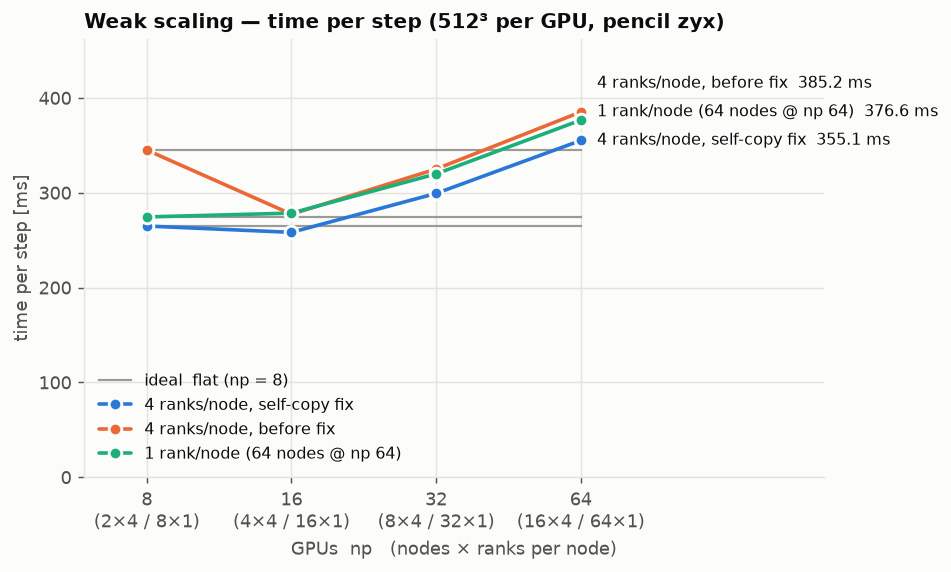 Weak scaling — time per step (512³ per GPU, pencil zyx)
4 ranks/node, before fix  385.2 ms
1 rank/node (64 nodes @ np 64)  376.6 ms
4 ranks/node, self-copy fix  355.1 ms
time per step [ms]
400
300
200
100
0
ideal  flat (np = 8)
4 ranks/node, self-copy fix
4 ranks/node, before fix
1 rank/node (64 nodes @ np 64)
8 16 32 64
(2×4 / 8×1) (4×4 / 16×1) (8×4 / 32×1) (16×4 / 64×1)
GPUs  np   (nodes × ranks per node)